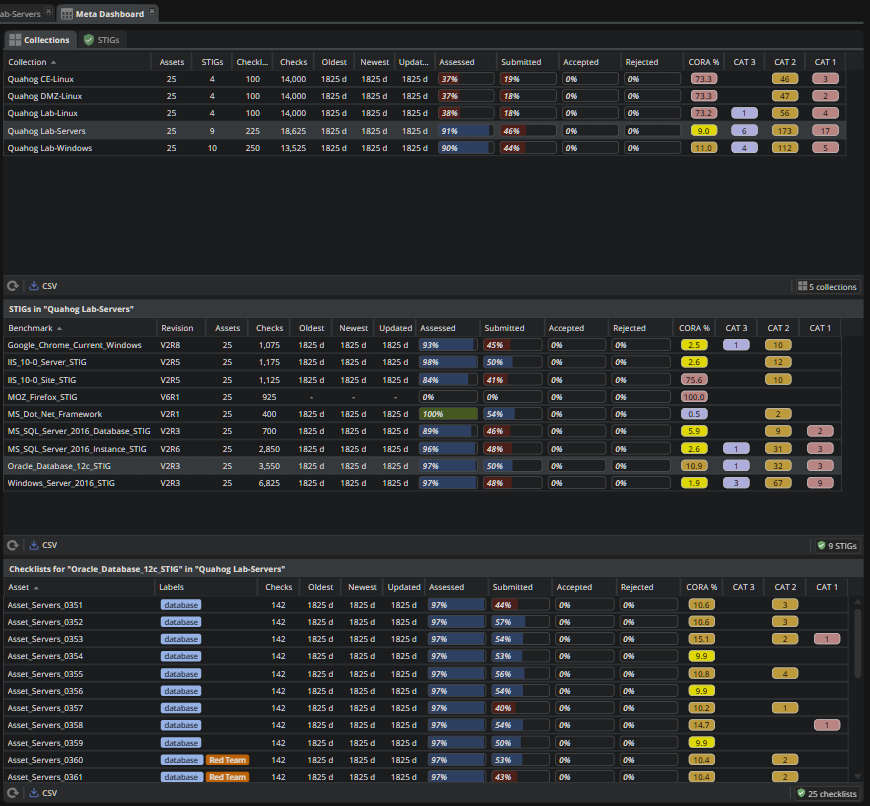 ab-Servers Meta Dashboard
Collections STIGs
Collection Assets STIGs Checkl... Checks Oldest Newest Updat... Assessed Submitted Accepted Rejected CORA % CAT 3 CAT 2 CAT 1
Quahog CE-Linux 25 4 100 14,000 1825 d 1825 d 1825 d 37% 19% 0% 0% 73.3 46 3
Quahog DMZ-Linux 25 4 100 14,000 1825 d 1825 d 1825 d 37% 18% 0% 0% 73.3 47 2
Quahog Lab-Linux 25 4 100 14,000 1825 d 1825 d 1825 d 38% 18% 0% 0% 73.2 1 56 4
Quahog Lab-Servers 25 9 225 18,625 1825 d 1825 d 1825 d 91% 46% 0% 0% 9.0 6 173 17
Quahog Lab-Windows 25 10 250 13,525 1825 d 1825 d 1825 d 90% 44% 0% 0% 11.0 4 112 5
CSV 5 collections
STIGs in "Quahog Lab-Servers"
Benchmark Revision Assets Checks Oldest Newest Updated Assessed Submitted Accepted Rejected CORA % CAT 3 CAT 2 CAT 1
Google_Chrome_Current_Windows V2R8 25 1,075 1825 d 1825 d 1825 d 93% 45% 0% 0% 2.5 1 10
IIS_10-0_Server_STIG V2R5 25 1,175 1825 d 1825 d 1825 d 98% 50% 0% 0% 2.6 12
IIS_10-0_Site_STIG V2R5 25 1,125 1825 d 1825 d 1825 d 84% 41% 0% 0% 75.6 10
MOZ_Firefox_STIG V6R1 25 925 - - - 0% 0% 0% 0% 100.0
MS_Dot_Net_Framework V2R1 25 400 1825 d 1825 d 1825 d 100% 54% 0% 0% 0.5 2
MS_SQL_Server_2016_Database_STIG V2R3 25 700 1825 d 1825 d 1825 d 89% 46% 0% 0% 5.9 9 2
MS_SQL_Server_2016_Instance_STIG V2R6 25 2,850 1825 d 1825 d 1825 d 96% 48% 0% 0% 2.6 1 31 3
Oracle_Database_12c_STIG V2R3 25 3,550 1825 d 1825 d 1825 d 97% 50% 0% 0% 10.9 1 32 3
Windows_Server_2016_STIG V2R3 25 6,825 1825 d 1825 d 1825 d 97% 48% 0% 0% 1.9 3 67 9
CSV 9 STIGs
Checklists for "Oracle_Database_12c_STIG" in "Quahog Lab-Servers"
Asset Labels Checks Oldest Newest Updated Assessed Submitted Accepted Rejected CORA % CAT 3 CAT 2 CAT 1
Asset_Servers_0351 database 142 1825 d 1825 d 1825 d 97% 44% 0% 0% 10.6 3
Asset_Servers_0352 database 142 1825 d 1825 d 1825 d 97% 57% 0% 0% 10.6 3
Asset_Servers_0353 database 142 1825 d 1825 d 1825 d 97% 54% 0% 0% 15.1 2 1
Asset_Servers_0354 database 142 1825 d 1825 d 1825 d 97% 53% 0% 0% 9.9
Asset_Servers_0355 database 142 1825 d 1825 d 1825 d 97% 56% 0% 0% 10.8 4
Asset_Servers_0356 database 142 1825 d 1825 d 1825 d 97% 54% 0% 0% 9.9
Asset_Servers_0357 database 142 1825 d 1825 d 1825 d 97% 40% 0% 0% 10.2 1
Asset_Servers_0358 database 142 1825 d 1825 d 1825 d 97% 54% 0% 0% 14.7 1
Asset_Servers_0359 database 142 1825 d 1825 d 1825 d 97% 50% 0% 0% 9.9
Asset_Servers_0360 database Red Team 142 1825 d 1825 d 1825 d 97% 53% 0% 0% 10.4 2
Asset_Servers_0361 database Red Team 142 1825 d 1825 d 1825 d 97% 43% 0% 0% 10.4 2
CSV 25 checklists